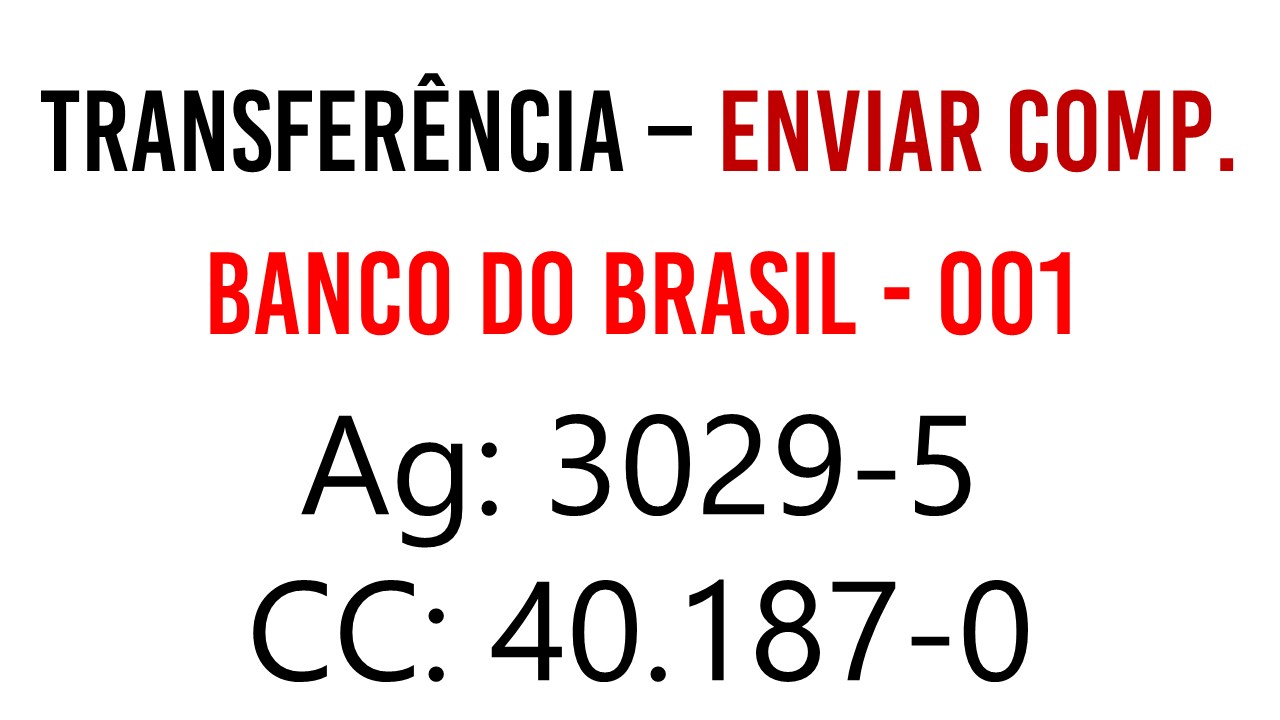 TRANSFERÊNCIA – ENVIAR COMP.
BANCO DO BRASIL - 001
Ag: 3029-5
CC: 40.187-0